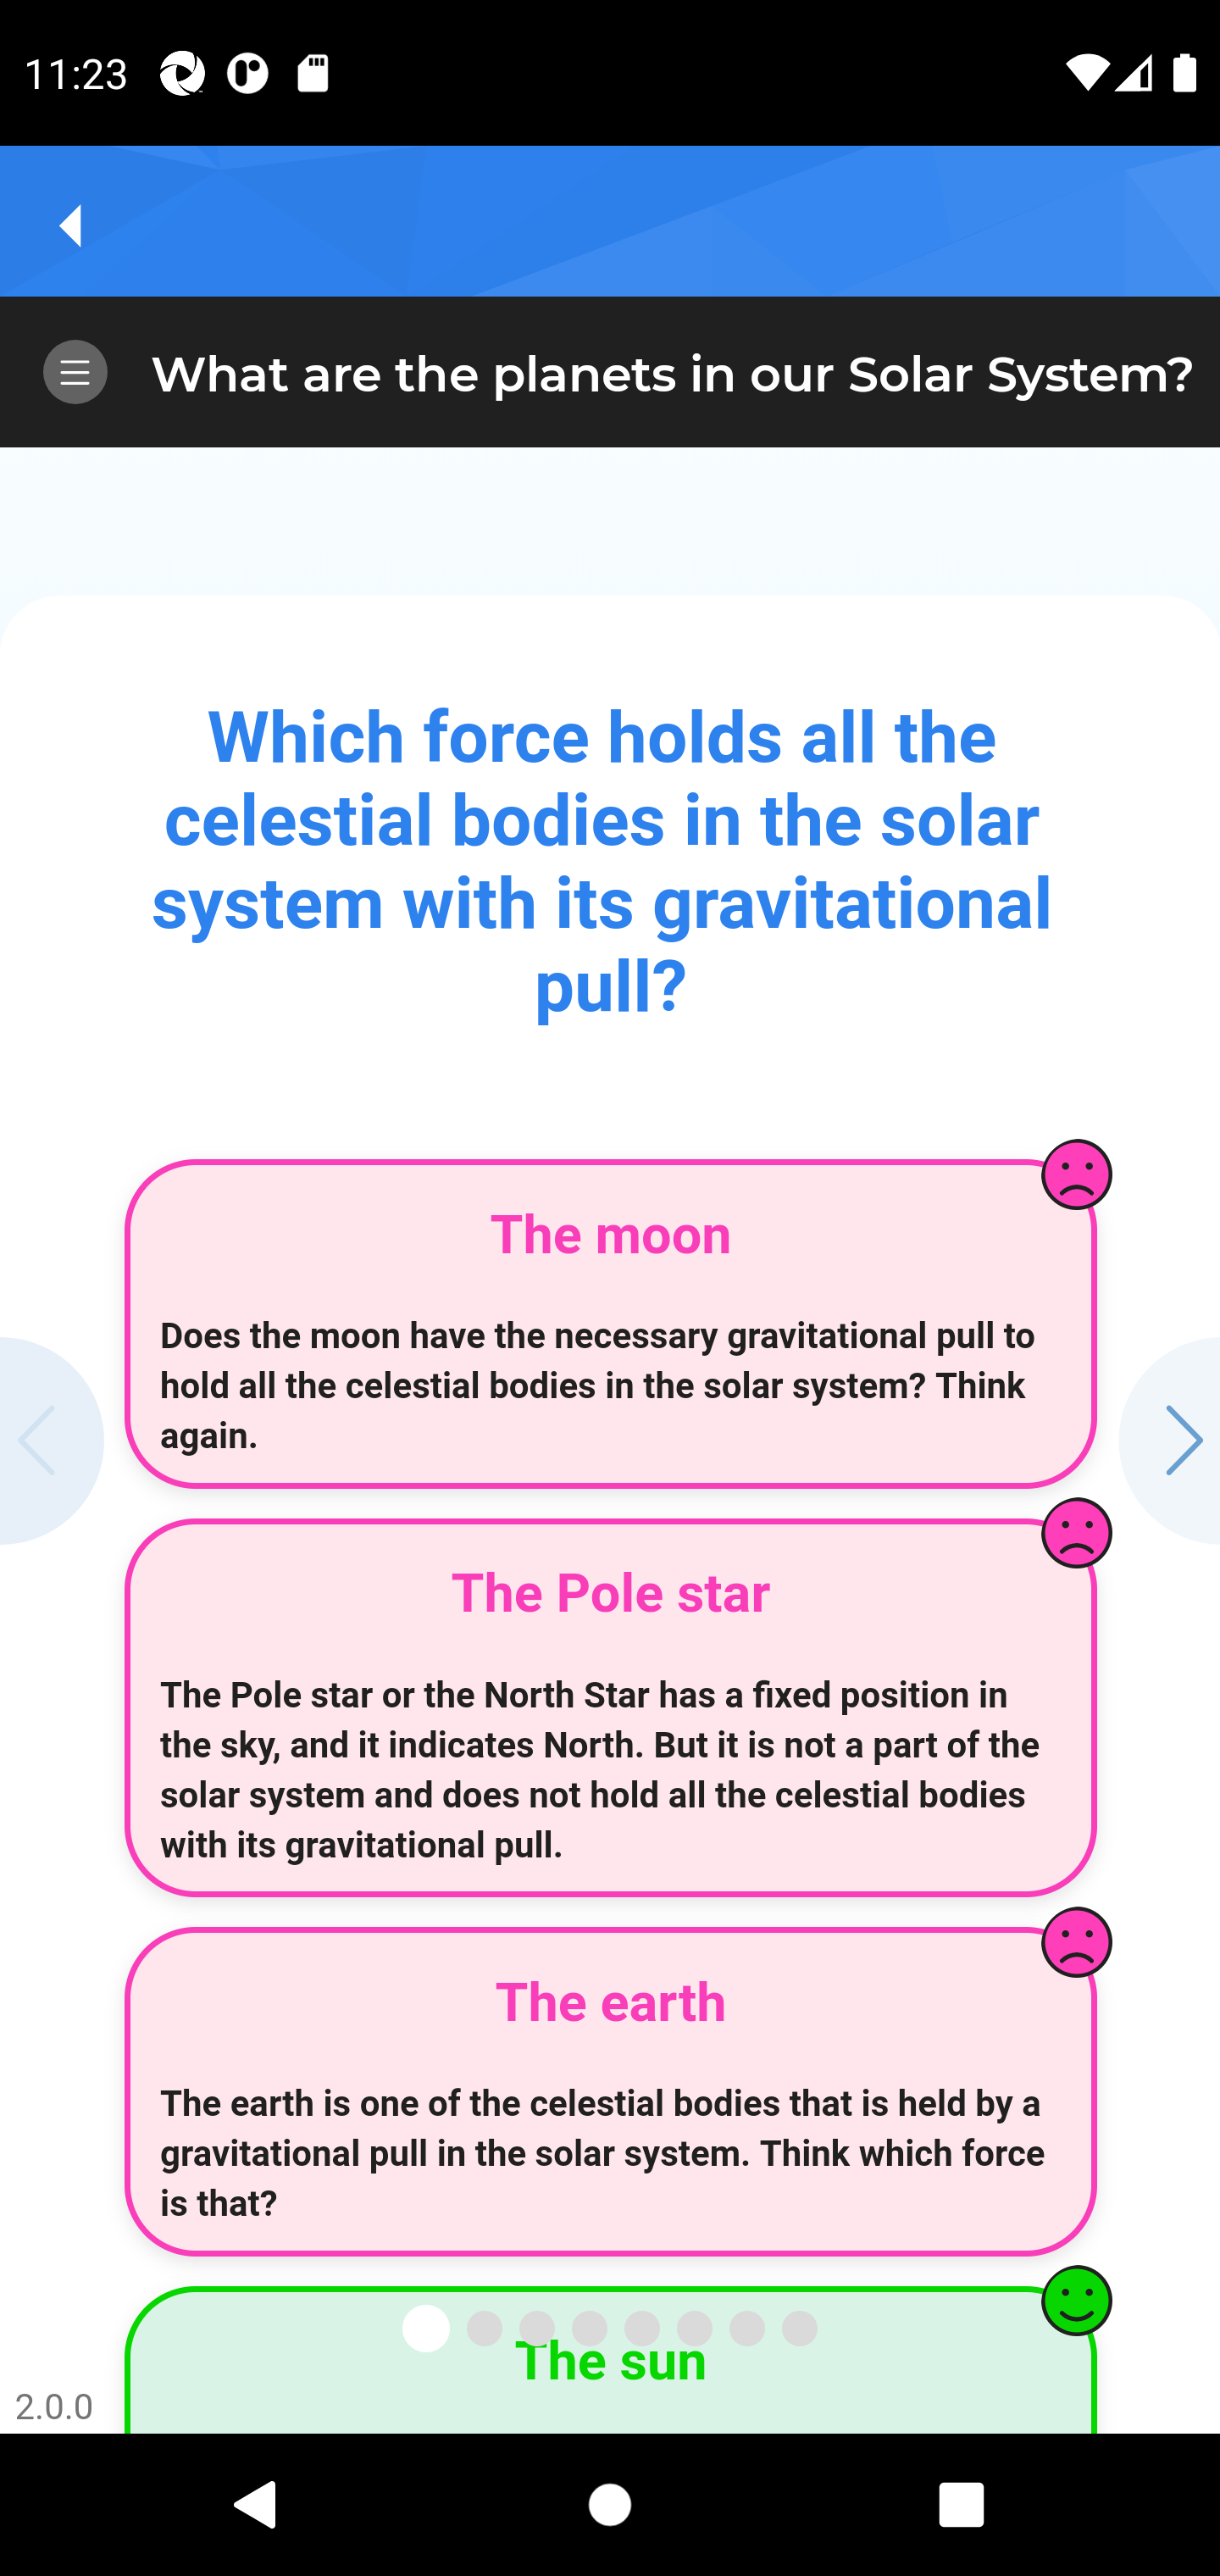 11:23
What are the planets in our Solar System?
Which force holds all the
celestial bodies in the solar
system with its gravitational
pull?
The moon
Does the moon have the necessary gravitational pull to
hold all the celestial bodies in the solar system? Think
again.
The Pole star
The Pole star or the North Star has a fixed position in
the sky, and it indicates North. But it is not a part of the
solar system and does not hold all the celestial bodies
with its gravitational pull.
The earth
The earth is one of the celestial bodies that is held by a
gravitational pull in the solar system. Think which force
is that?
The sun
2.0.0